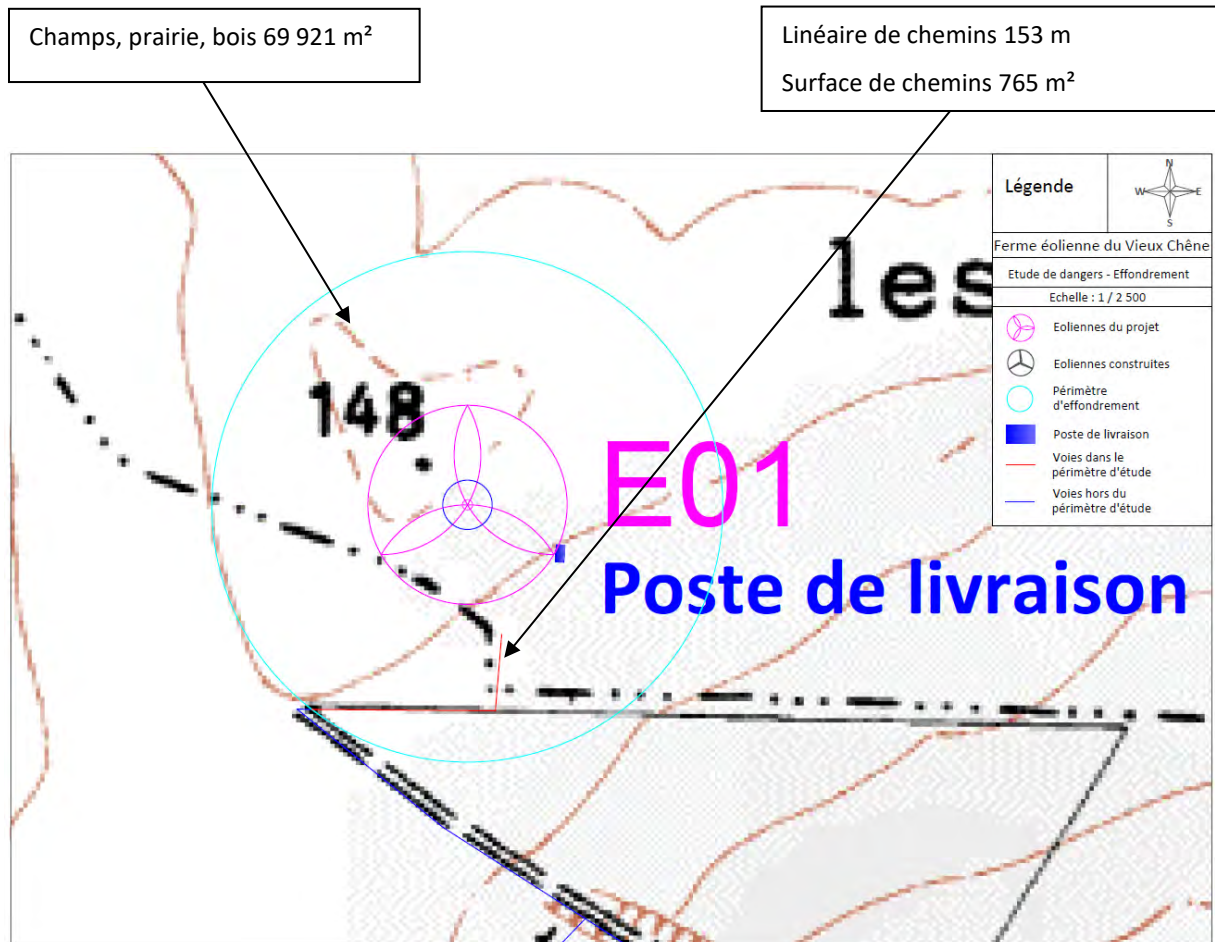 Champs, prairie, bois 69 921 m²
Linéaire de chemins 153 m
Surface de chemins 765 m²
Légende
N
W E
S
Ferme éolienne du Vieux Chêne
Etude de dangers - Effondrement
Echelle : 1 / 2 500
Eoliennes du projet
Eoliennes construites
Périmètre
d'effondrement
Poste de livraison
Voies dans le
périmètre d'étude
Voies hors du
périmètre d'étude
les
148
E01
Poste de livraison